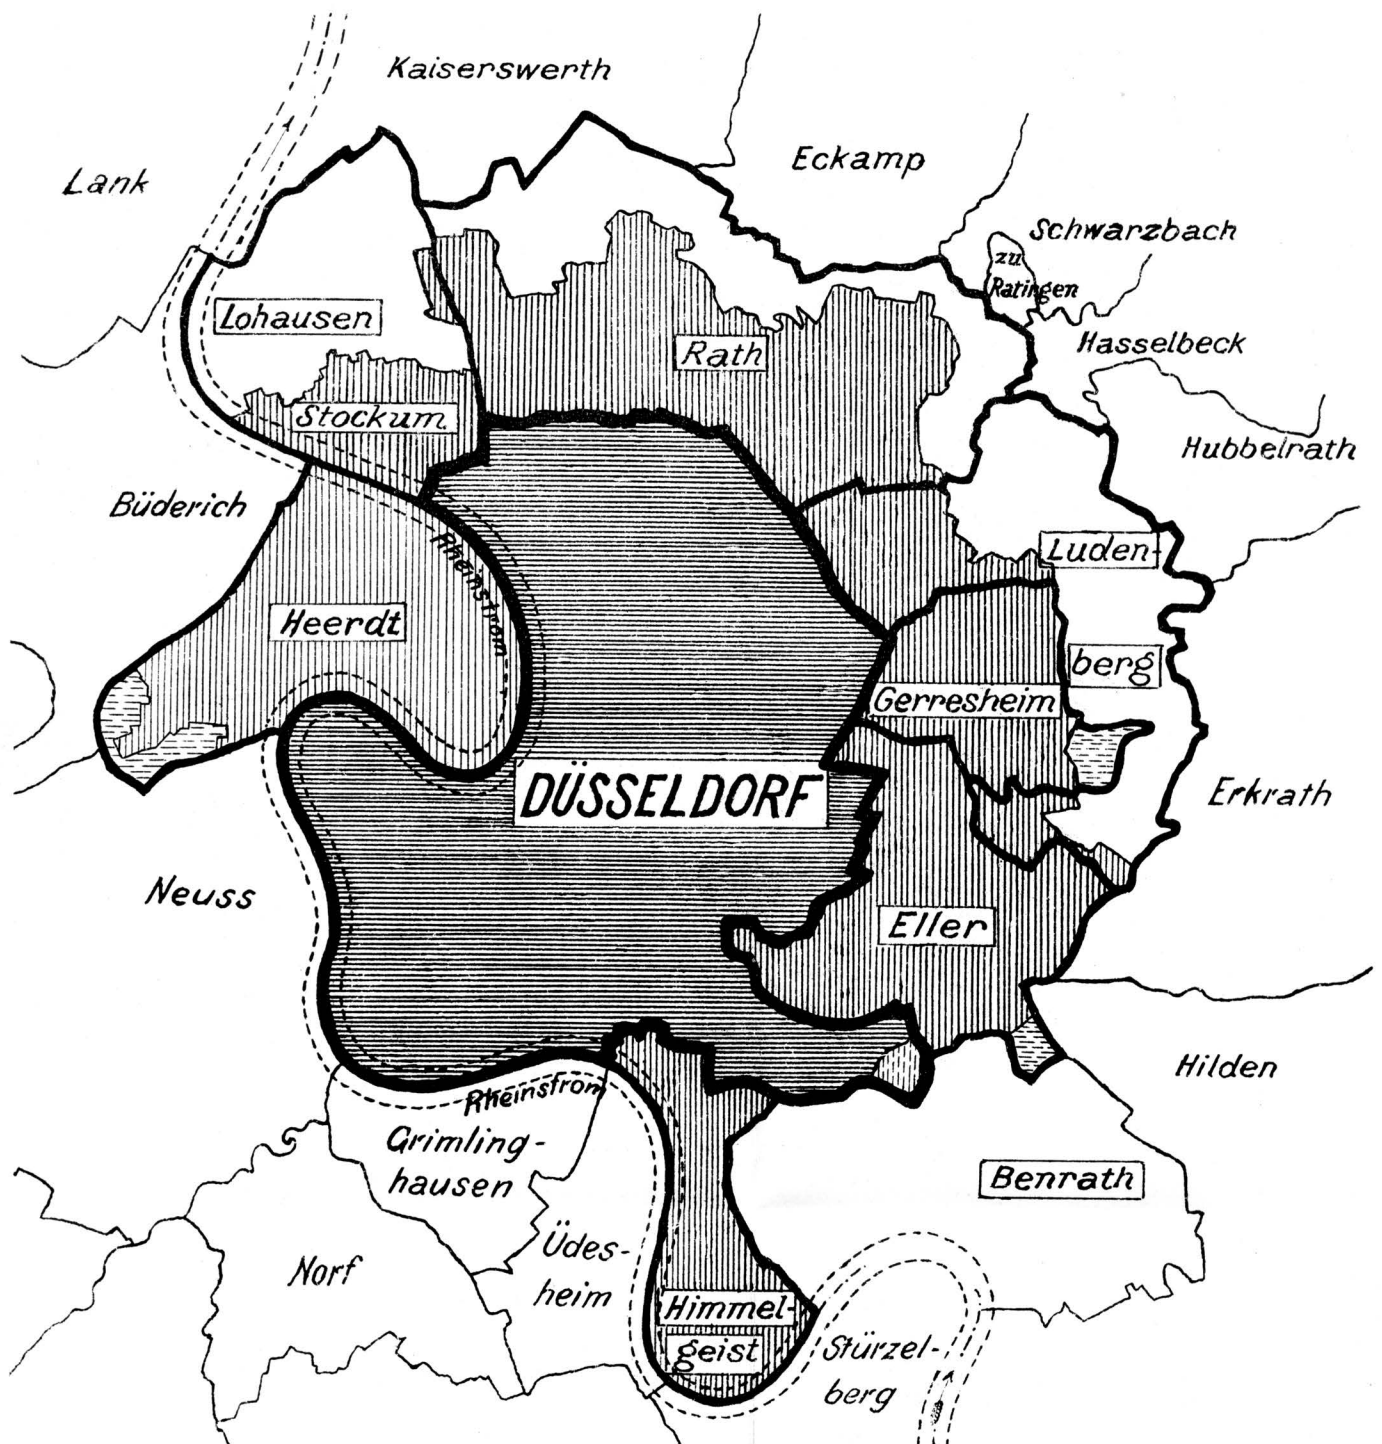 Kaiserswerth
Eckamp
Lank
Schwarzbach
zu
Ratingen
Lohausen
Hasselbeck
Rath
Stockum.
Hubbelrath
Büderich
Rheinstrom
Luden-
berg
Heerdt
Gerresheim
DÜSSELDORF
Erkrath
Neuss
Eller
Hilden
Rheinstrom
Grimling-
hausen
Benrath
Üdes-
heim
Norf
Himmel-
geist
Stürzel-
berg